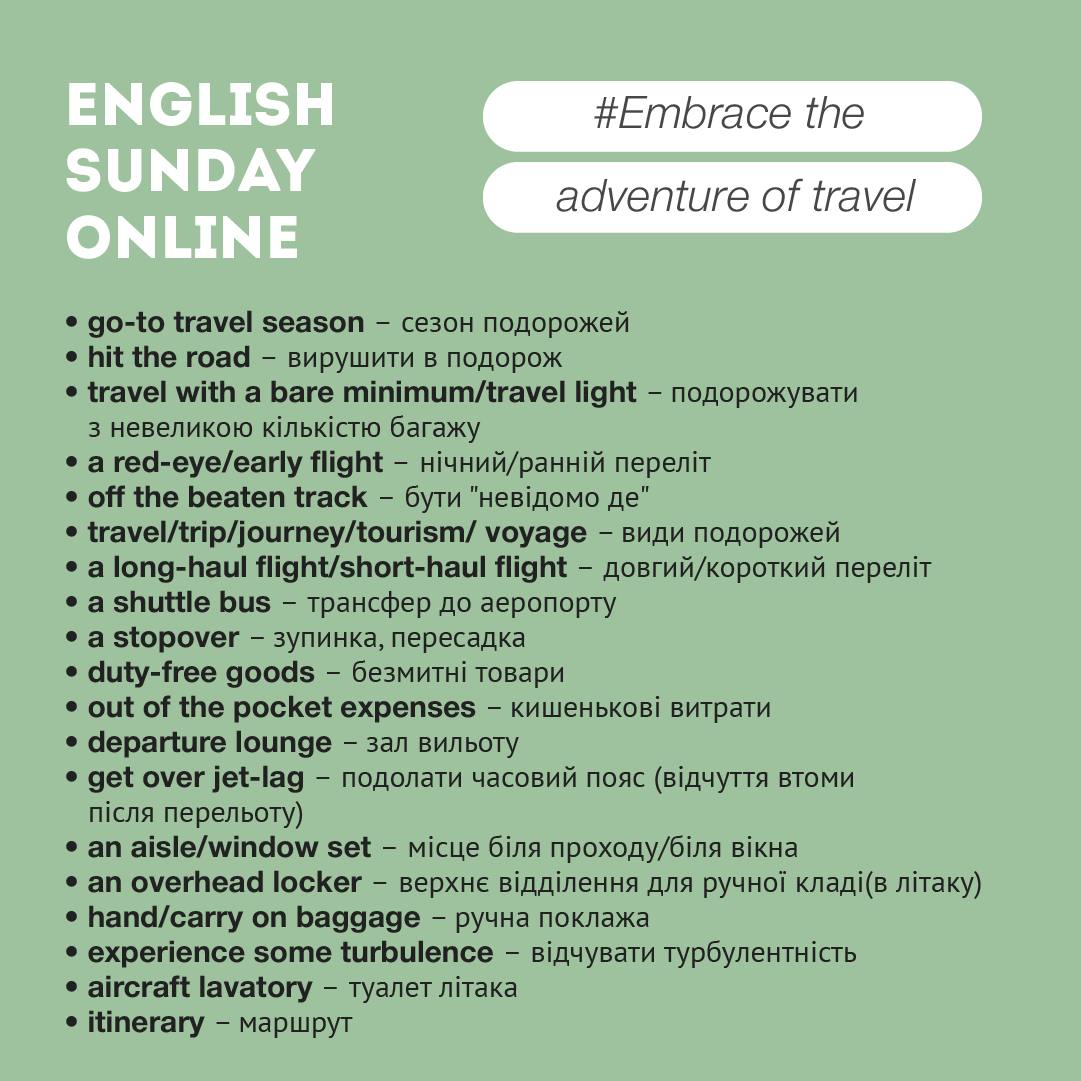 ENGLISH
SUNDAY
ONLINE
#Embrace the
adventure of travel
• go-to travel season – сезон подорожей
• hit the road – вирушити в подорож
• travel with a bare minimum/travel light – подорожувати
з невеликою кількістю багажу
• a red-eye/early flight – нічний/ранній переліт
• off the beaten track – бути "невідомо де"
• travel/trip/journey/tourism/ voyage – види подорожей
• a long-haul flight/short-haul flight – довгий/короткий переліт
• a shuttle bus – трансфер до аеропорту
• a stopover – зупинка, пересадка
• duty-free goods – безмитні товари
• out of the pocket expenses – кишенькові витрати
• departure lounge – зал вильоту
• get over jet-lag – подолати часовий пояс (відчуття втоми
після перельоту)
• an aisle/window set – місце біля проходу/біля вікна
• an overhead locker – верхнє відділення для ручної кладі(в літаку)
• hand/carry on baggage – ручна поклажа
• experience some turbulence – відчувати турбулентність
• aircraft lavatory – туалет літака
• itinerary – маршрут